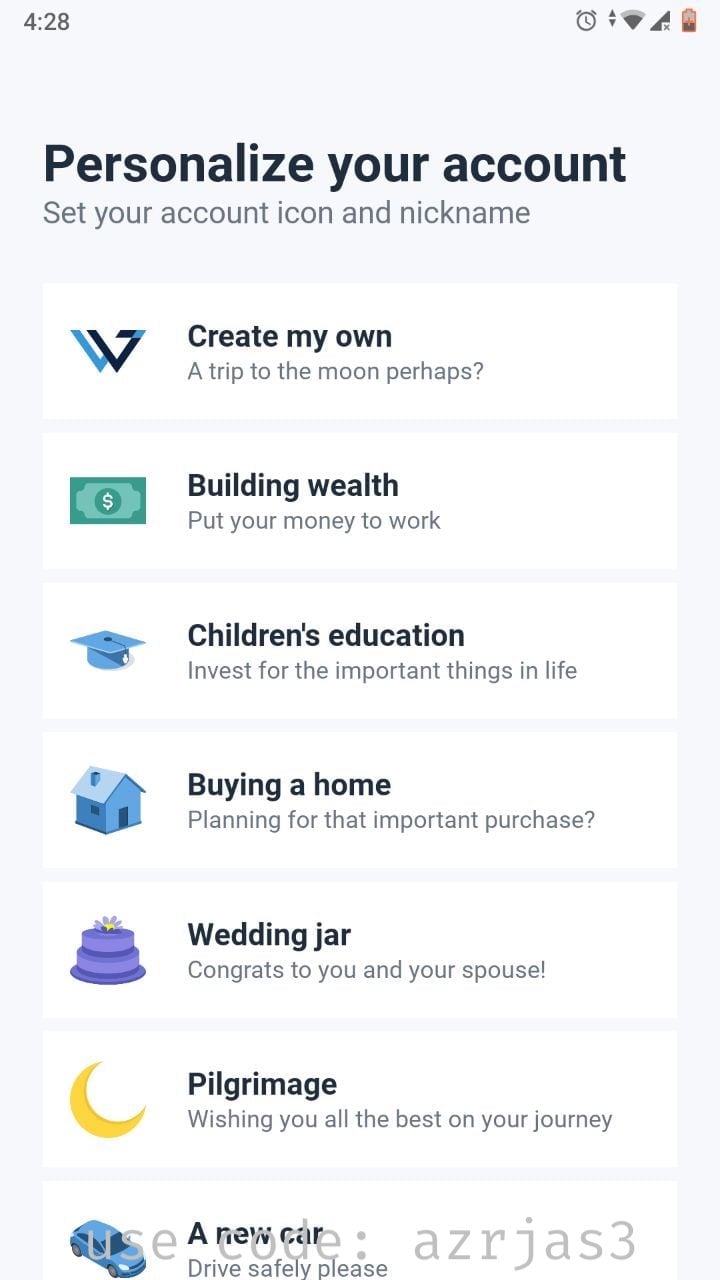 4:28
Personalize your account
Set your account icon and nickname
Create my own
A trip to the moon perhaps?
Building wealth
Put your money to work
Children's education
Invest for the important things in life
Buying a home
Planning for that important purchase?
Wedding jar
Congrats to you and your spouse!
Pilgrimage
Wishing you all the best on your journey
A new car
use code: azrjas3
Drive safely please